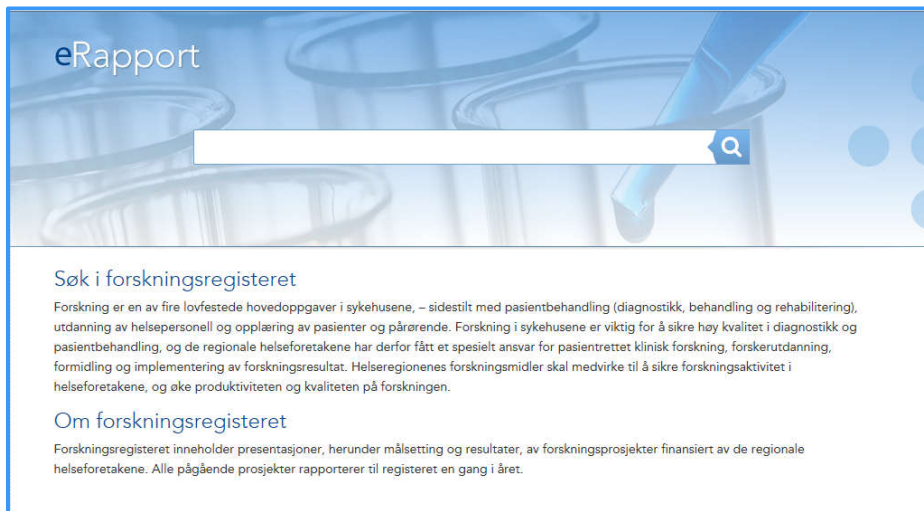 eRapport
Søk i forskningsregisteret
Forskning er en av fire lovfestede hovedoppgaver i sykehusene, – sidestilt med pasientbehandling (diagnostikk, behandling og rehabilitering),
utdanning av helsepersonell og opplæring av pasienter og pårørende. Forskning i sykehusene er viktig for å sikre høy kvalitet i diagnostikk og
pasientbehandling, og de regionale helseforetakene har derfor fått et spesielt ansvar for pasientrettet klinisk forskning, forskerutdanning,
formidling og implementering av forskningsresultat. Helseregionenes forskningsmidler skal medvirke til å sikre forskningsaktivitet i
helseforetakene, og øke produktiviteten og kvaliteten på forskningen.
Om forskningsregisteret
Forskningsregisteret inneholder presentasjoner, herunder målsetting og resultater, av forskningsprosjekter finansiert av de regionale
helseforetakene. Alle pågående prosjekter rapporterer til registeret en gang i året.